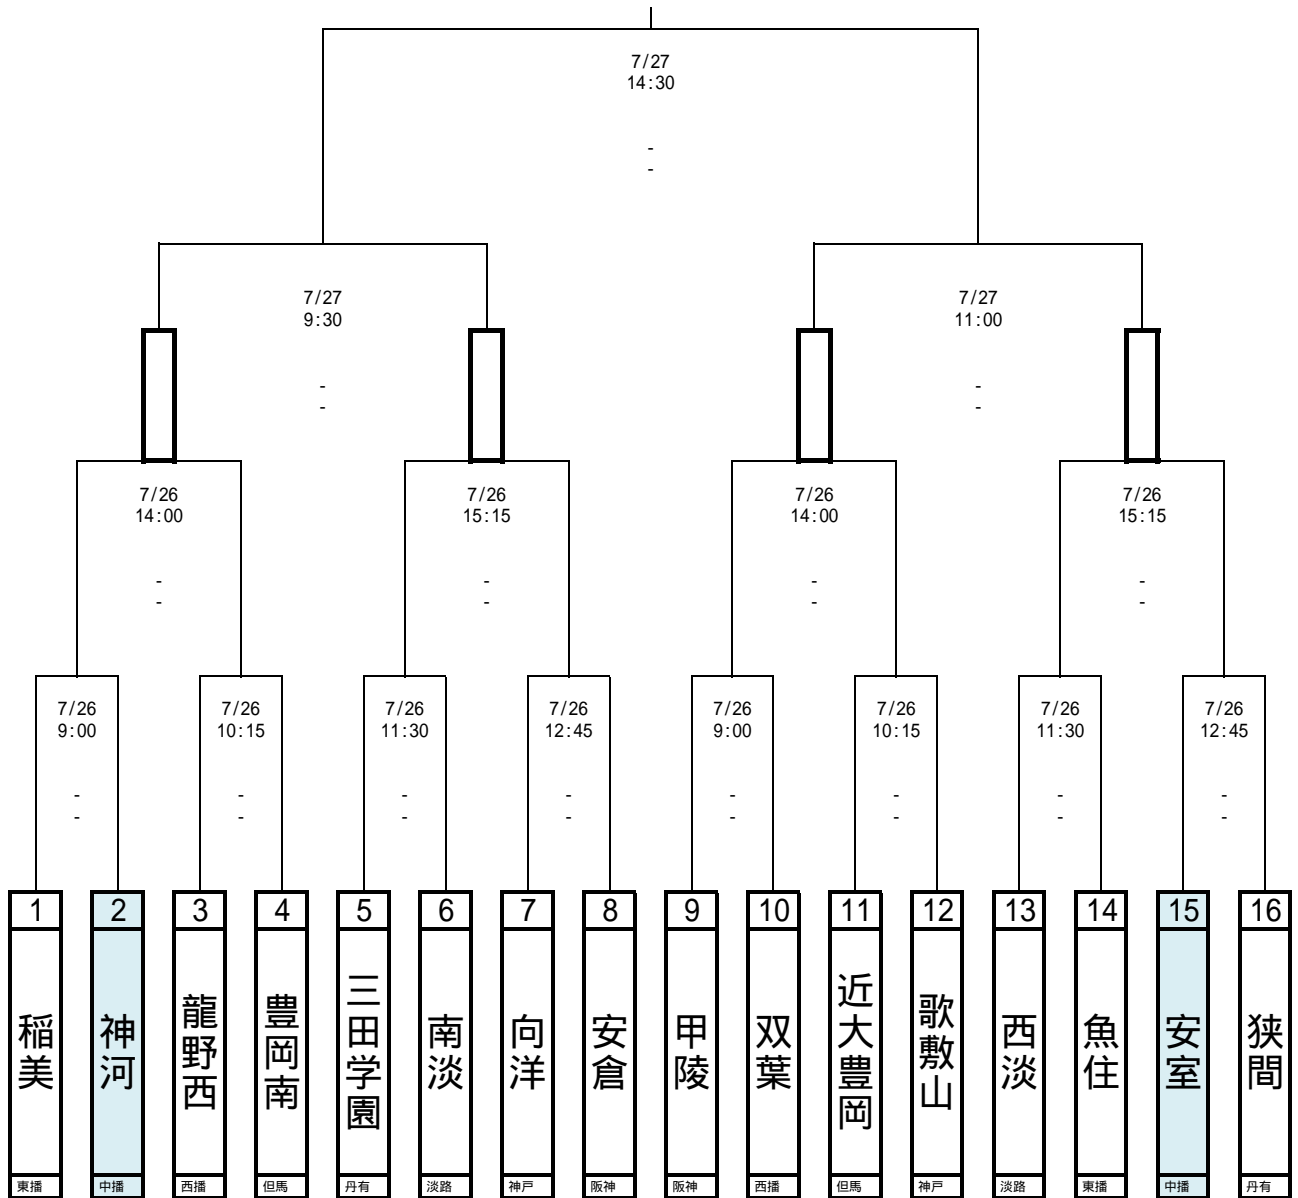 7/27
14:30
-
-
7/27
9:30
-
-
7/27
11:00
-
-
7/26
14:00
-
-
7/26
15:15
-
-
7/26
14:00
-
-
7/26
15:15
-
-
7/26
9:00
-
-
7/26
10:15
-
-
7/26
11:30
-
-
7/26
12:45
-
-
7/26
9:00
-
-
7/26
10:15
-
-
7/26
11:30
-
-
7/26
12:45
-
-
1
稲美
東播
2
神河
中播
3
龍野西
西播
4
豊岡南
但馬
5
三田学園
丹有
6
南淡
淡路
7
向洋
神戸
8
安倉
阪神
9
甲陵
阪神
10
双葉
西播
11
近大豊岡
但馬
12
歌敷山
神戸
13
西淡
淡路
14
魚住
東播
15
安室
中播
16
狭間
丹有